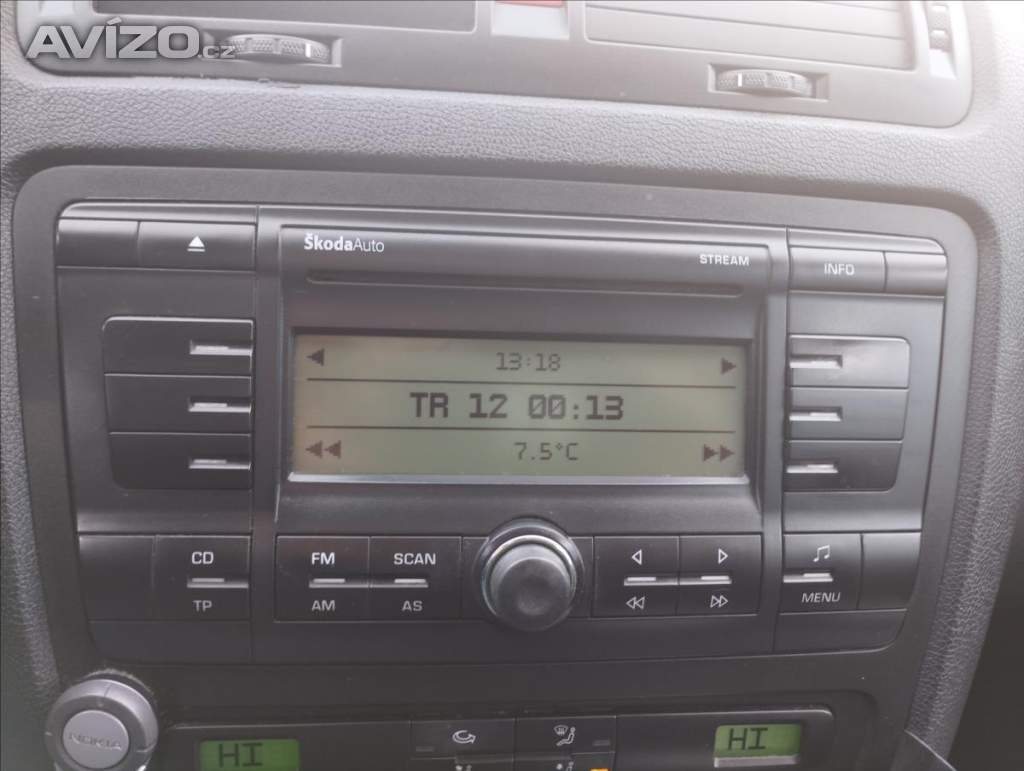 AVÍZO.cz
ŠkodaAuto
STREAM
INFO
13:18
TR 12 00:13
7.5°C
CD
TP
FM
AM
SCAN
AS
MENU
NOKIA
HI
HI